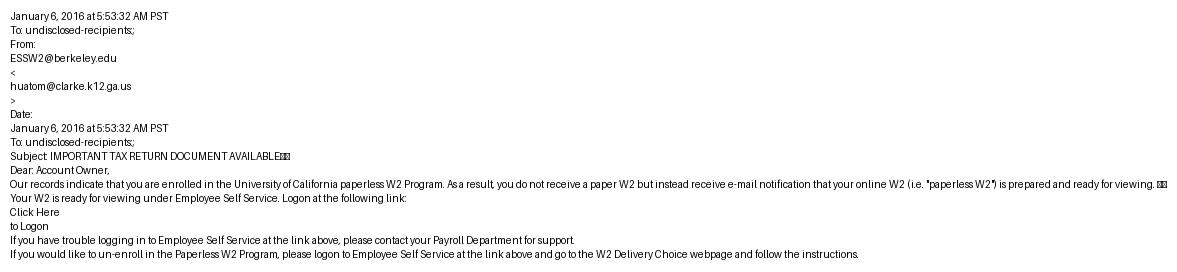 January 6, 2016 at 5:53:32 AM PST
To: undisclosed-recipients:;
From:
ESSW2@berkeley.edu
<
huatom@clarke.k12.ga.us
>
Date:
January 6, 2016 at 5:53:32 AM PST
To: undisclosed-recipients:;
Subject: IMPORTANT TAX RETURN DOCUMENT AVAILABLE
Dear: Account Owner,
Our records indicate that you are enrolled in the University of California paperless W2 Program. As a result, you do not receive a paper W2 but instead receive e-mail notification that your online W2 (i.e. "paperless W2") is prepared and ready for viewing.
Your W2 is ready for viewing under Employee Self Service. Logon at the following link:
Click Here
to Logon
If you have trouble logging in to Employee Self Service at the link above, please contact your Payroll Department for support.
If you would like to un-enroll in the Paperless W2 Program, please logon to Employee Self Service at the link above and go to the W2 Delivery Choice webpage and follow the instructions.